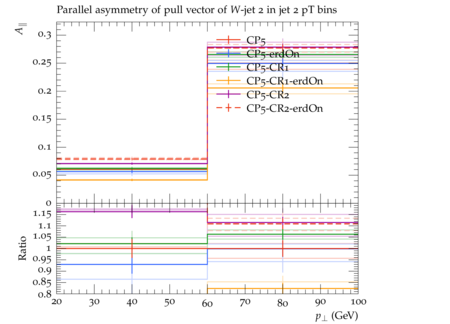 Parallel asymmetry of pull vector of W-jet 2 in jet 2 pT bins
A∥
0.3
0.25
0.2
0.15
0.1
0.05
0
CP5
CP5-erdOn
CP5-CR1
CP5-CR1-erdOn
CP5-CR2
CP5-CR2-erdOn
Ratio
1.15
1.1
1.05
1
0.95
0.9
0.85
0.8
20 30 40 50 60 70 80 90 100
p⊥ (GeV)